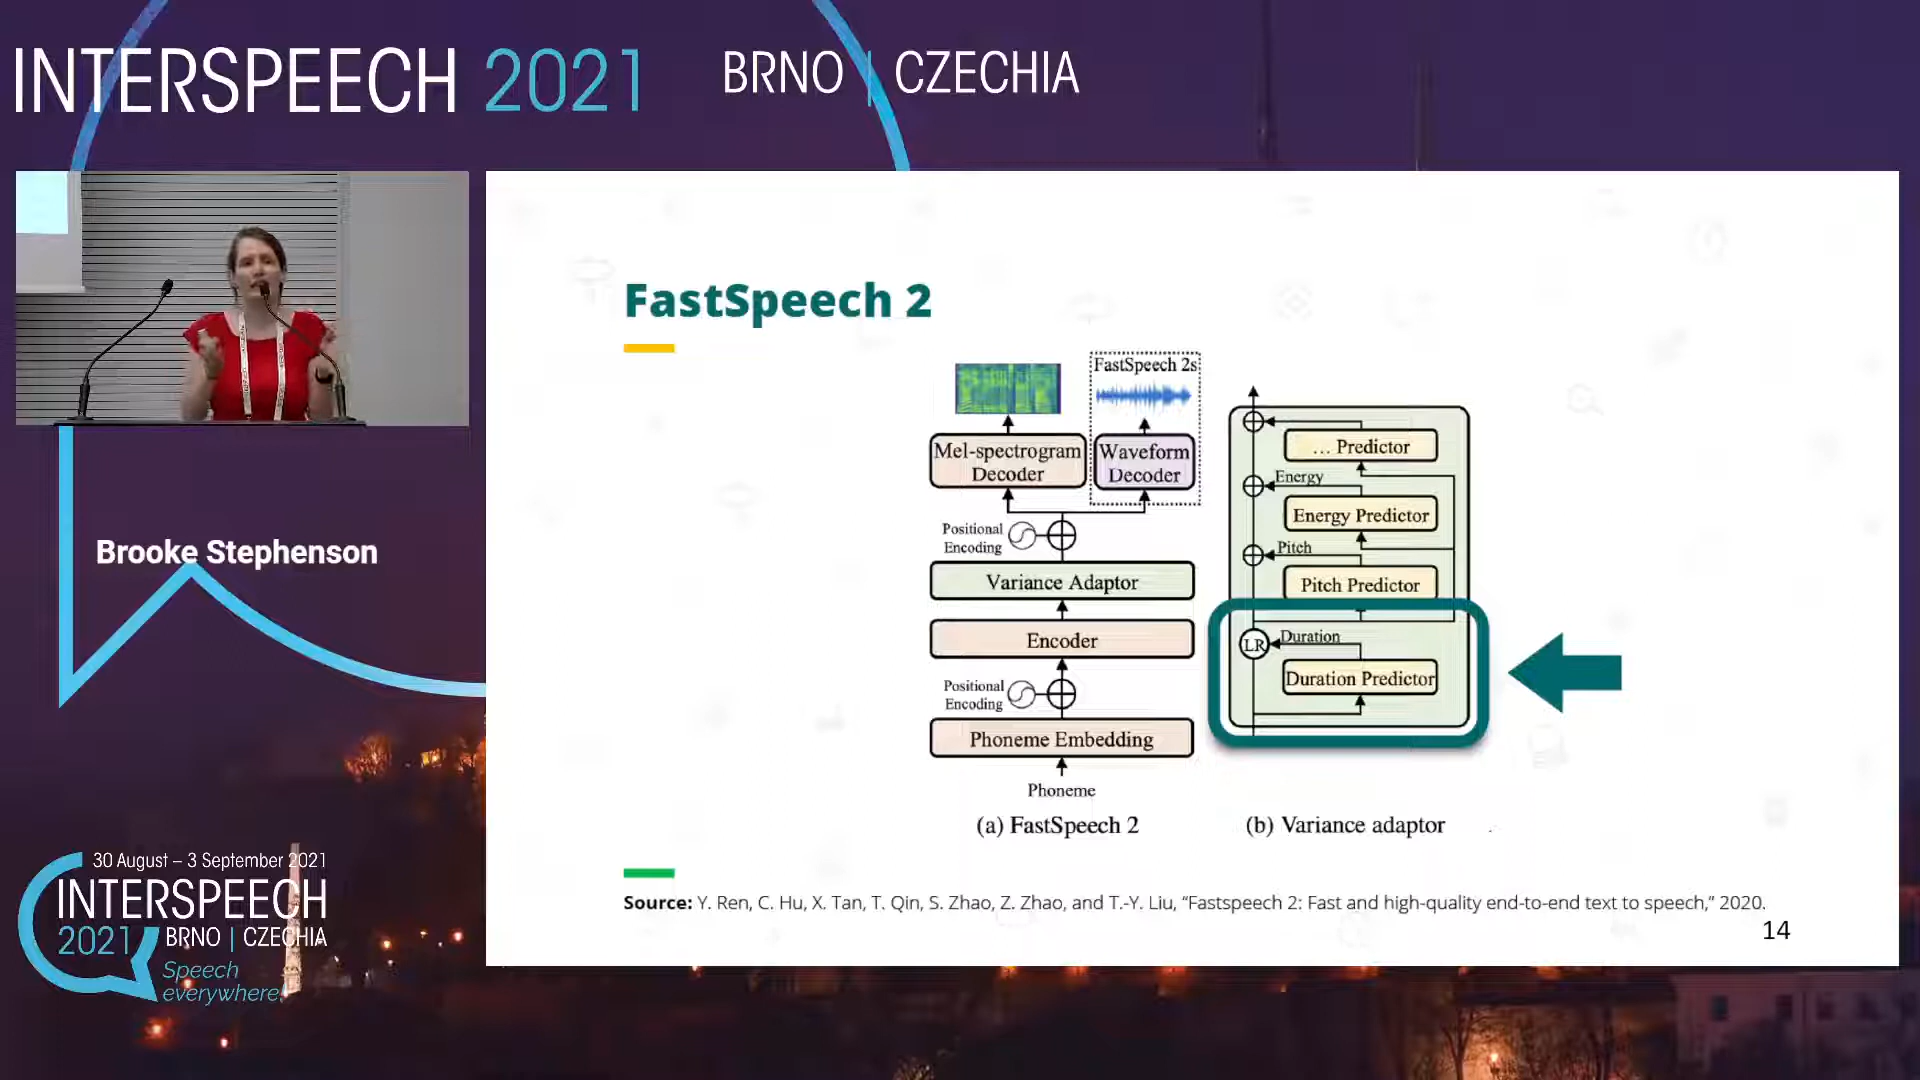 INTERSPEECH 2021 BRNO | CZECHIA
Brooke Stephenson
30 August – 3 September 2021
INTERSPEECH
2021 BRNO | CZECHIA
Speech
everywhere!
FastSpeech 2
FastSpeech 2s
Mel-spectrogram
Decoder
Waveform
Decoder
Positional
Encoding
Variance Adaptor
Encoder
Positional
Encoding
Phoneme Embedding
Phoneme
(a) FastSpeech 2
... Predictor
Energy
Energy Predictor
Pitch
Pitch Predictor
LR
Duration
Duration Predictor
(b) Variance adaptor
Source: Y. Ren, C. Hu, X. Tan, T. Qin, S. Zhao, Z. Zhao, and T.-Y. Liu, “Fastspeech 2: Fast and high-quality end-to-end text to speech,” 2020.
14